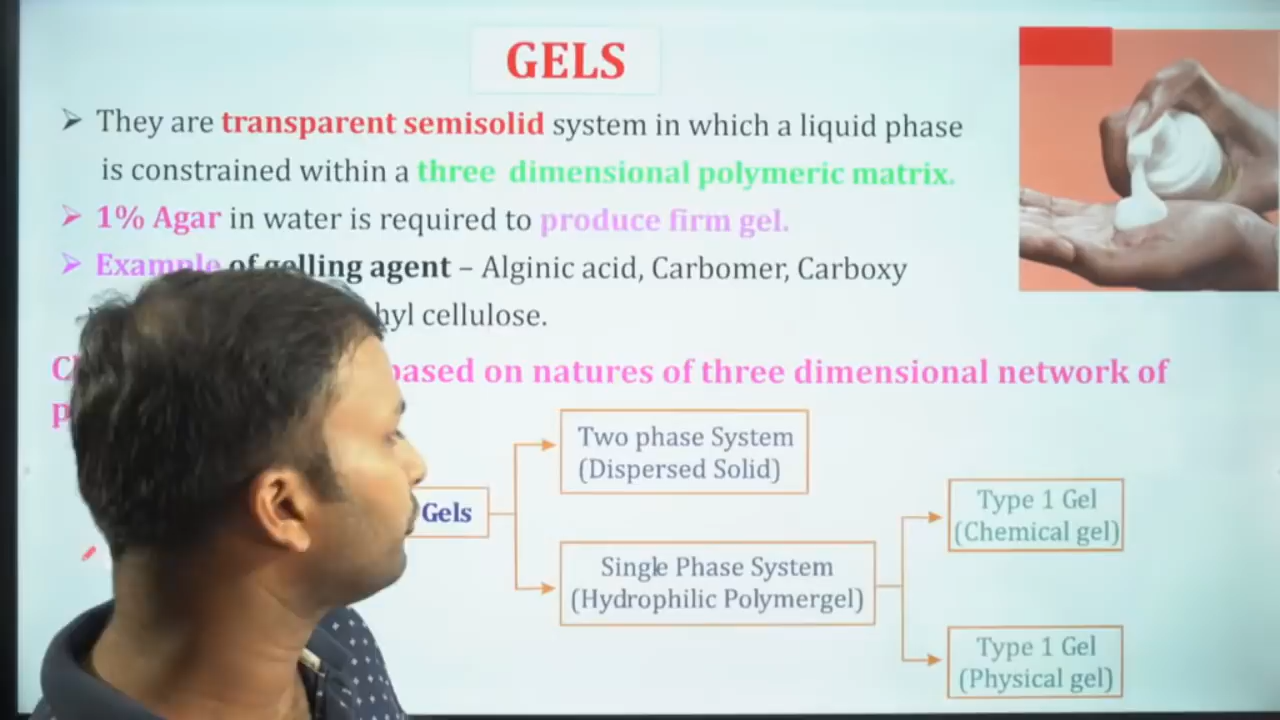 GELS
➤ They are transparent semisolid system in which a liquid phase
is constrained within a three dimensional polymeric matrix.
➤ 1% Agar in water is required to produce firm gel.
➤ Example of gelling agent – Alginic acid, Carbomer, Carboxy
hyl cellulose.
based on natures of three dimensional network of
Two phase System
(Dispersed Solid)
Gels
Single Phase System
(Hydrophilic Polymergel)
Type 1 Gel
(Chemical gel)
Type 1 Gel
(Physical gel)